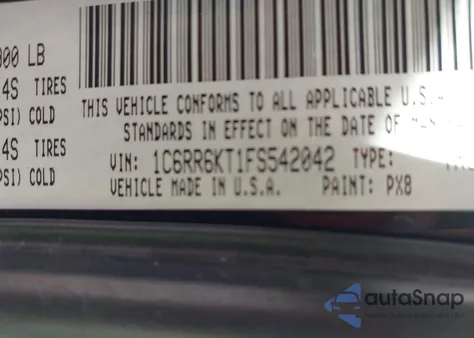 000 LB
4S TIRES
PSI) COLD
4S TIRES
PSI) COLD
THIS VEHICLE CONFORMS TO ALL APPLICABLE U.S.
STANDARDS IN EFFECT ON THE DATE OF
VIN: 1C6RR6KT1FS542042 TYPE:
VEHICLE MADE IN U.S.A. PAINT: PX8
autaSnap